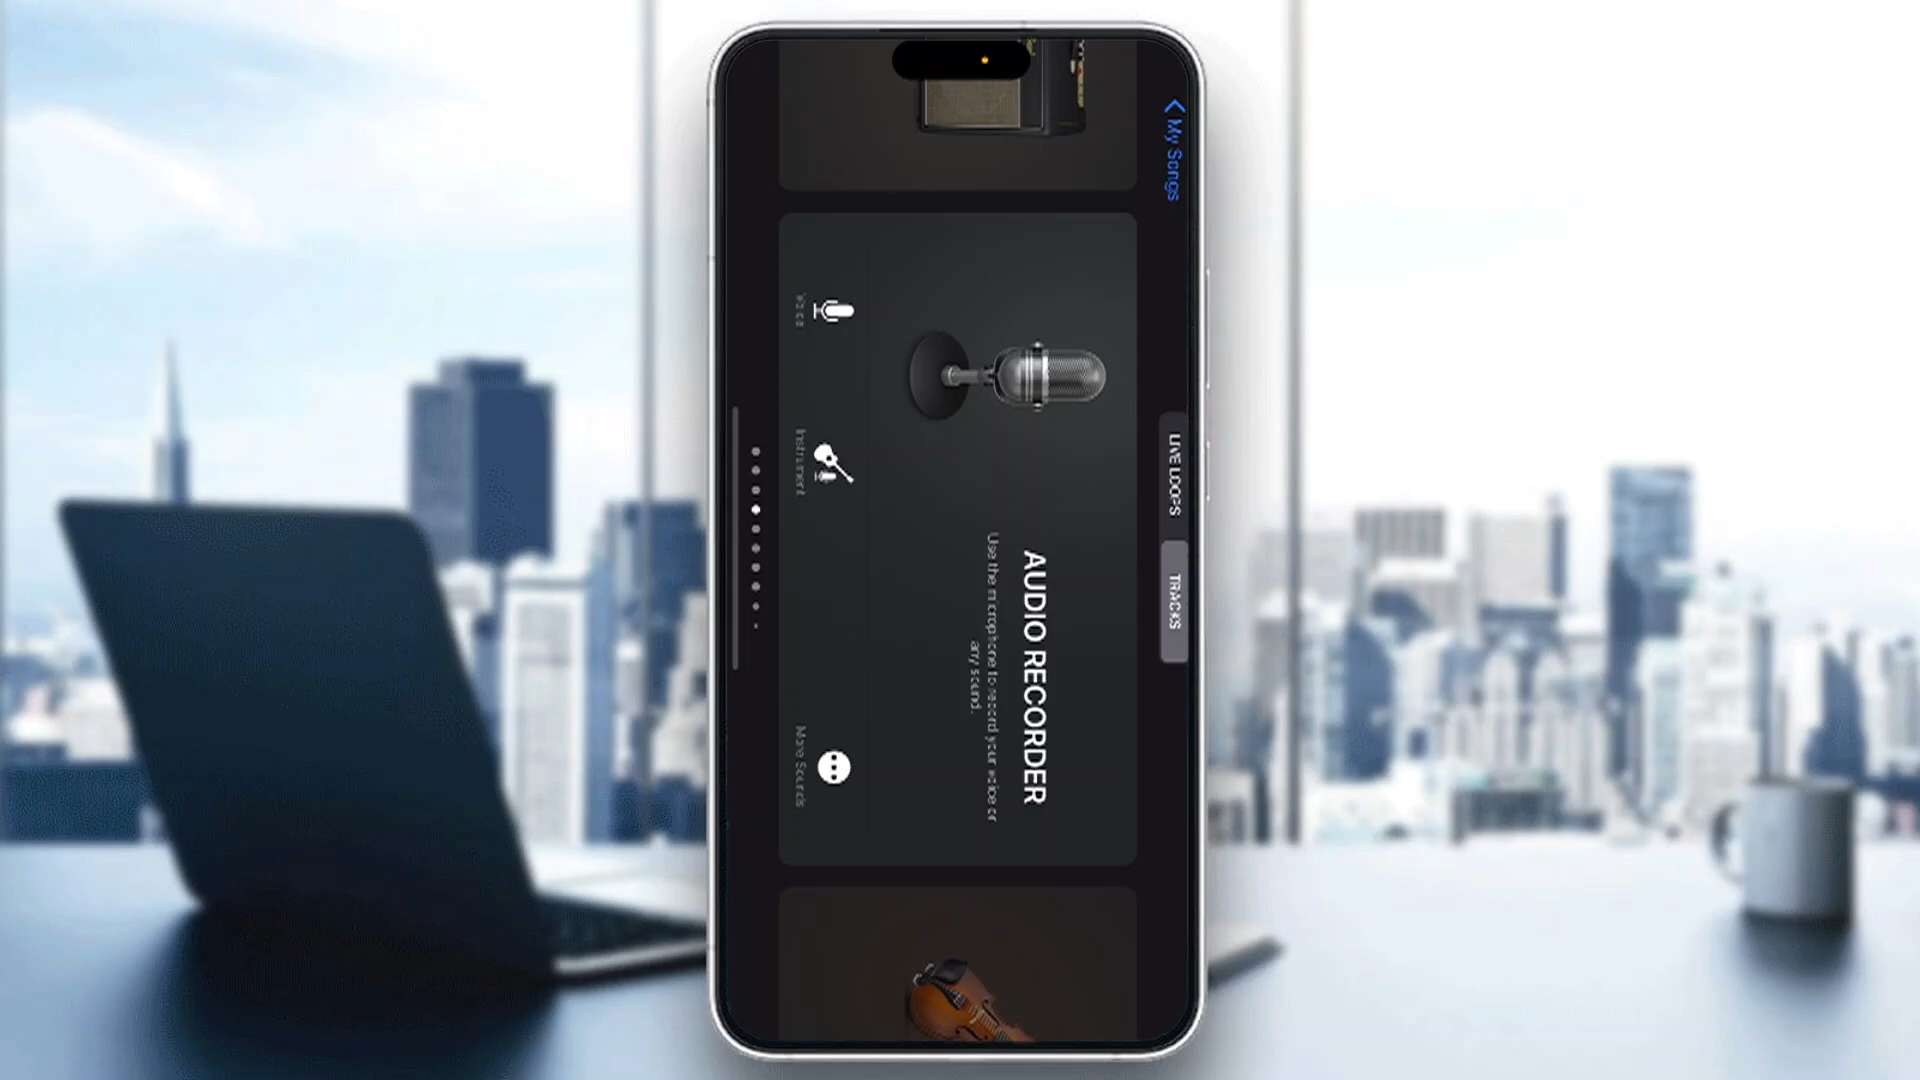 My Songs
LIVE LOOPS
TRACKS
AUDIO RECORDER
Use the microphone to record your voice or
any sound.
Voice
Instrument
More Sounds